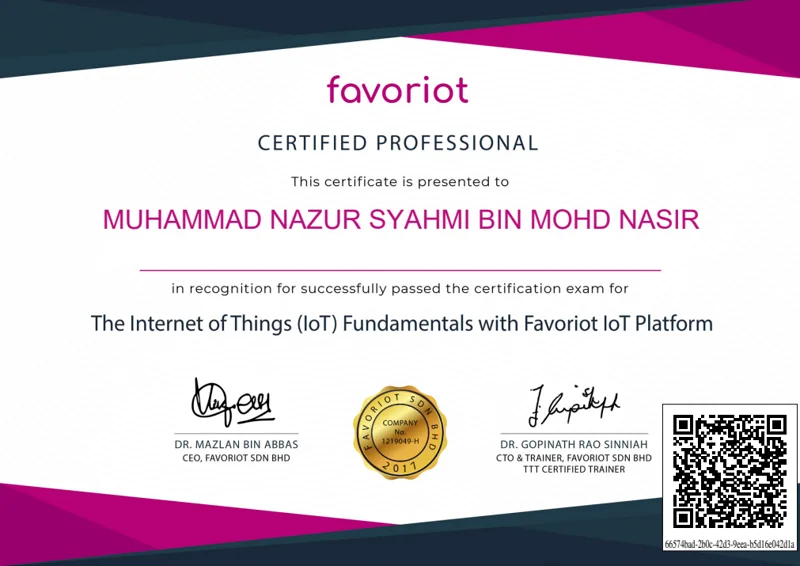 favoriot
CERTIFIED PROFESSIONAL
This certificate is presented to
MUHAMMAD NAZUR SYAHMI BIN MOHD NASIR
in recognition for successfully passed the certification exam for
The Internet of Things (IoT) Fundamentals with Favoriot IoT Platform
DR. MAZLAN BIN ABBAS
CEO, FAVORIOT SDN BHD
FAVORIOT SDN BHD
COMPANY
No.
1219049-H
2017
DR. GOPINATH RAO SINNIAH
CTO & TRAINER, FAVORIOT SDN BHD
TTT CERTIFIED TRAINER
66574bad-2b0c-42d3-9eea-b5d16e042d1a